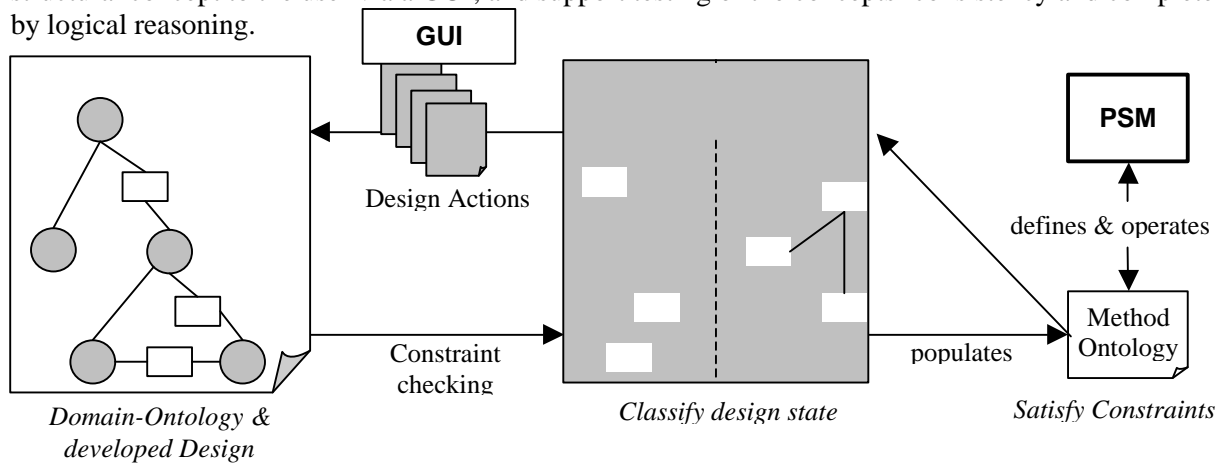 by logical reasoning.
GUI
PSM
Design Actions
defines & operates
Method
Ontology
Constraint
checking
populates
Domain-Ontology &
developed Design
Classify design state
Satisfy Constraints